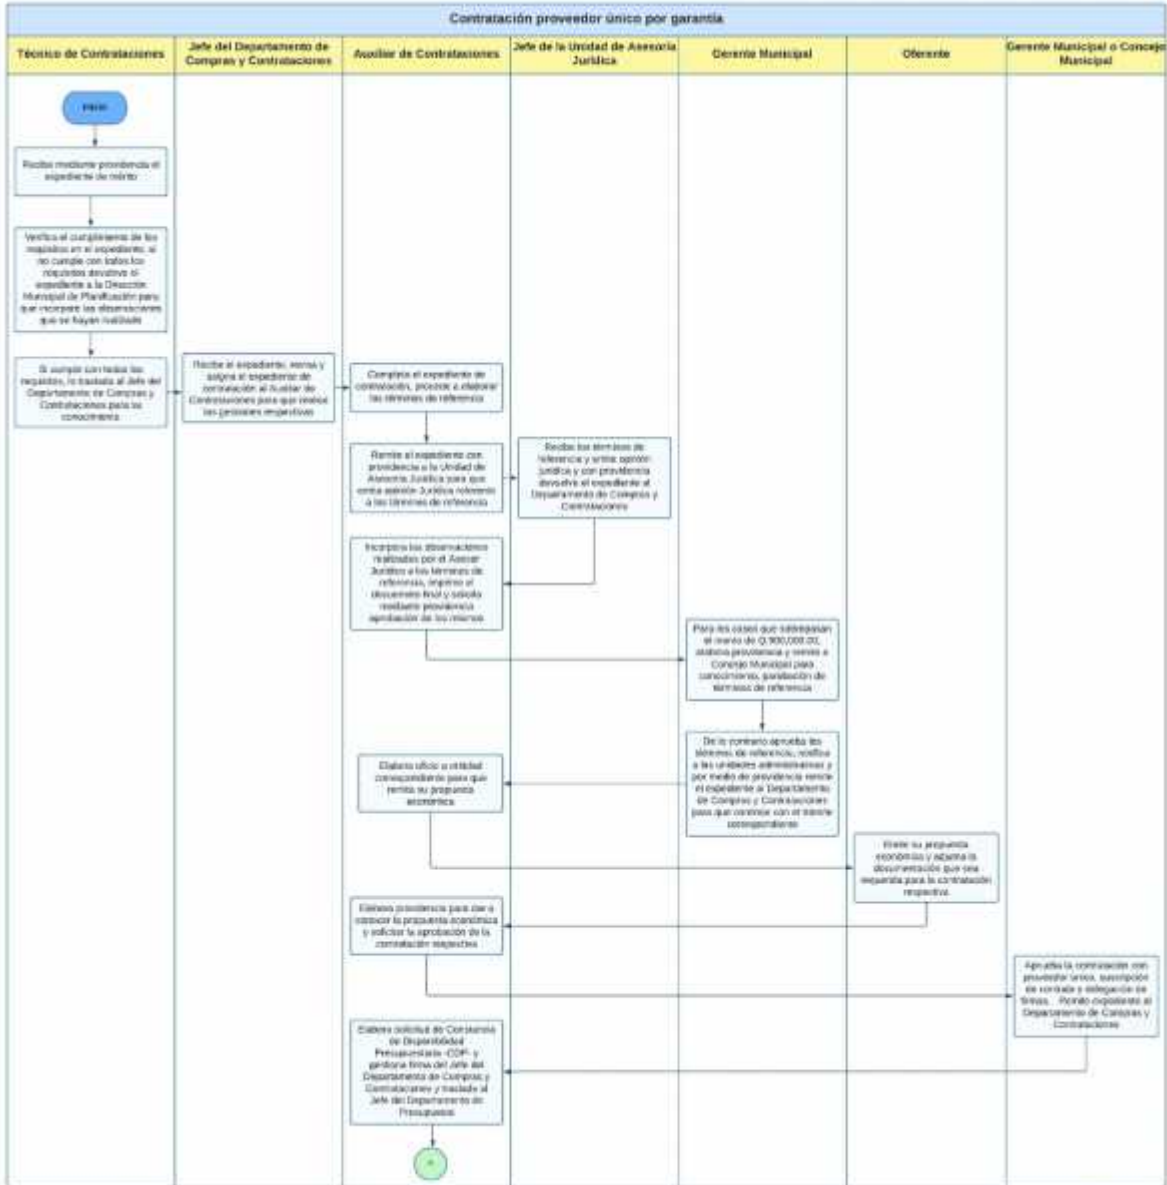 Contratación proveedor único por garantía
Técnico de Contrataciones
Jefe del Departamento de
Compras y Contrataciones
Auxiliar de Contrataciones
Jefe de la Unidad de Asesoría
Jurídica
Gerente Municipal
Oferente
Gerente Municipal o Concejo
Municipal
Inicio
Recibe mediante providencia el
expediente de mérito
Verifica el cumplimiento de los
requisitos en el expediente, si
no cumple con todos los
requisitos devuelve el
expediente a la Dirección
Municipal de Planificación para
que incorpore las observaciones
que se hayan realizado
Si cumple con todos los
requisitos, lo traslada al Jefe del
Departamento de Compras y
Contrataciones para su
conocimiento
Recibe el expediente, revisa y
asigna el expediente de
contratación al Auxiliar de
Contrataciones para que realice
las gestiones respectivas
Completa el expediente de
contratación, procede a elaborar
los términos de referencia
Remite el expediente con
providencia a la Unidad de
Asesoría Jurídica para que
emita opinión Jurídica referente
a los términos de referencia
Recibe los términos de
referencia y emite opinión
jurídica y con providencia
devuelve el expediente al
Departamento de Compras y
Contrataciones
Incorpora las observaciones
realizadas por el Asesor
Jurídico a los términos de
referencia, imprime el
documento final y solicita
mediante providencia
aprobación de los mismos
Para los casos que sobrepasan
el monto de Q.900,000.00,
elabora providencia y remite a
Concejo Municipal para
conocimiento,
términos de referencia
De lo contrario aprueba los
términos de referencia, notifica
a las unidades administrativas y
por medio de providencia remite
el expediente al Departamento
de Compras y Contrataciones
para que continúe con el trámite
correspondiente
Elabora oficio a entidad
correspondiente para que
remita su propuesta
económica
Emite su propuesta
económica y adjunta la
documentación que sea
requerida para la contratación
respectiva
Elabora providencia para dar a
conocer la propuesta económica
y solicitar la aprobación de la
contratación respectiva
Aprueba la contratación con
proveedor único, suscripción
de contrato y delegación de
firmas. Remite expediente al
Departamento de Compras y
Contrataciones
Elabora solicitud de Constancia
de Disponibilidad
Presupuestaria -CDP- y
gestiona firma del Jefe del
Departamento de Compras y
Contrataciones y traslada al
Jefe del Departamento de
Presupuesto